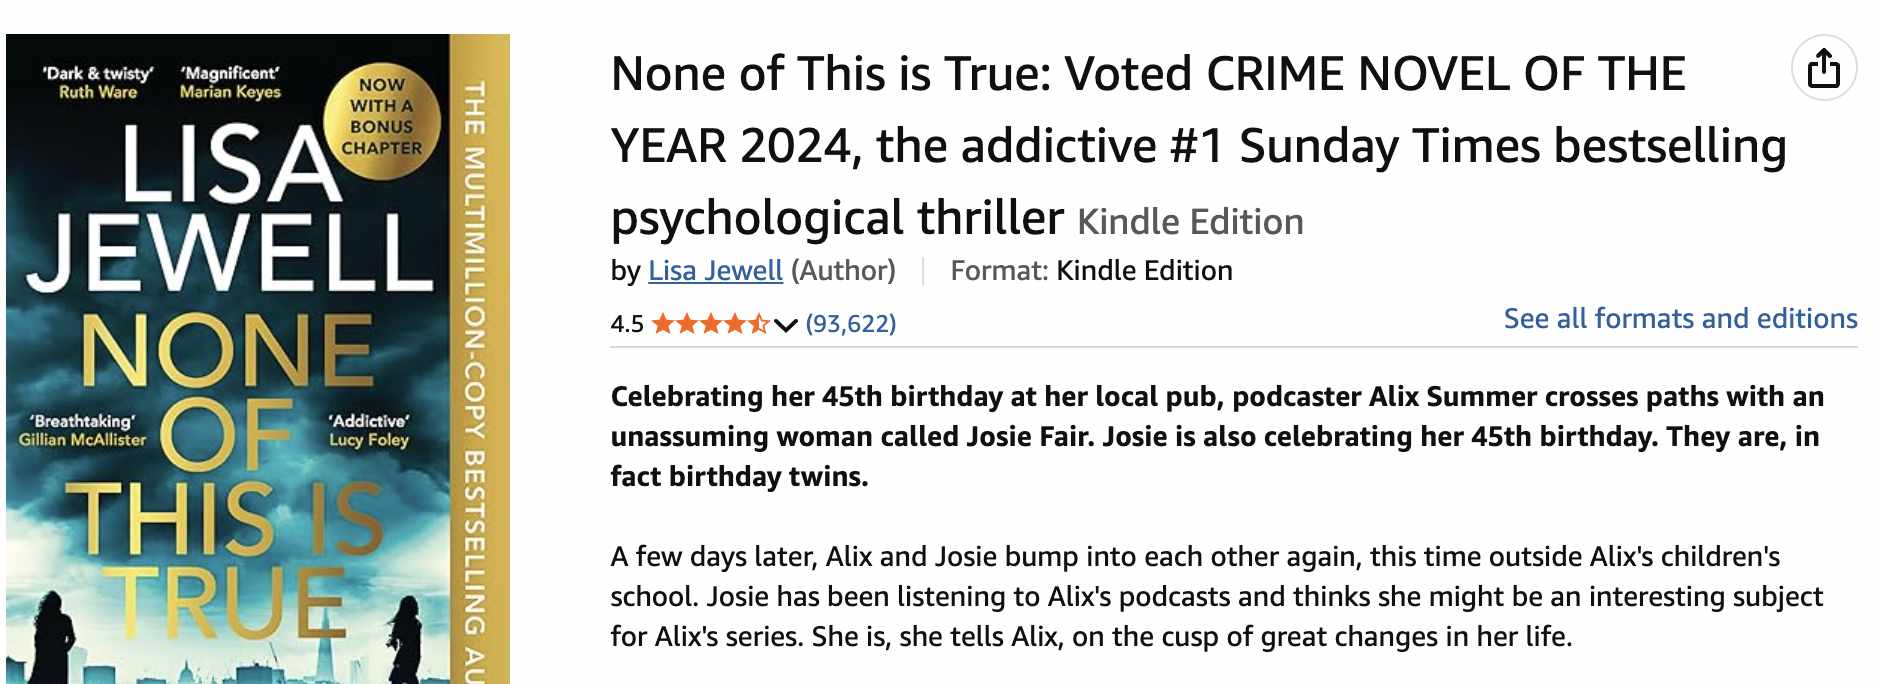 'Dark & twisty'
Ruth Ware
'Magnificent'
Marian Keyes
NOW
WITH A
BONUS
CHAPTER
LISA
JEWELL
NONE
OF
THIS IS
TRUE
'Breathtaking'
Gillian McAllister
'Addictive'
Lucy Foley
THE MULTIMILLION-COPY BESTSELLING AU
None of This is True: Voted CRIME NOVEL OF THE
YEAR 2024, the addictive #1 Sunday Times bestselling
psychological thriller Kindle Edition
by Lisa Jewell (Author) Format: Kindle Edition
4.5 (93,622)
See all formats and editions
Celebrating her 45th birthday at her local pub, podcaster Alix Summer crosses paths with an
unassuming woman called Josie Fair. Josie is also celebrating her 45th birthday. They are, in
fact birthday twins.
A few days later, Alix and Josie bump into each other again, this time outside Alix's children's
school. Josie has been listening to Alix's podcasts and thinks she might be an interesting subject
for Alix's series. She is, she tells Alix, on the cusp of great changes in her life.